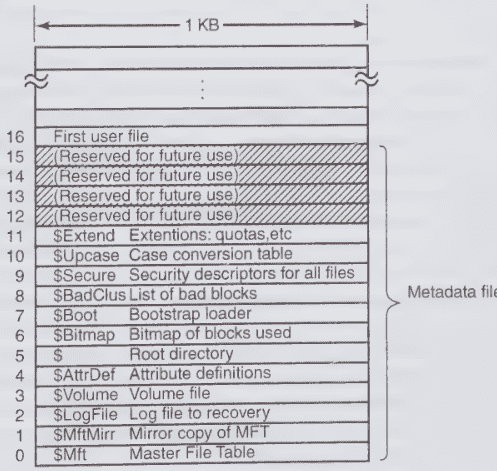 1 KB
16 First user file
15 (Reserved for future use)
14 (Reserved for future use)
13 (Reserved for future use)
12 (Reserved for future use)
11 $Extend Extentions: quotas,etc
10 $Upcase Case conversion table
9 $Secure Security descriptors for all files
8 $BadClus List of bad blocks
7 $Boot Bootstrap loader
6 $Bitmap Bitmap of blocks used
5 $ Root directory
4 $AttrDef Attribute definitions
3 $Volume Volume file
2 $LogFile Log file to recovery
1 $MftMirr Mirror copy of MFT
0 $Mft Master File Table
Metadata file